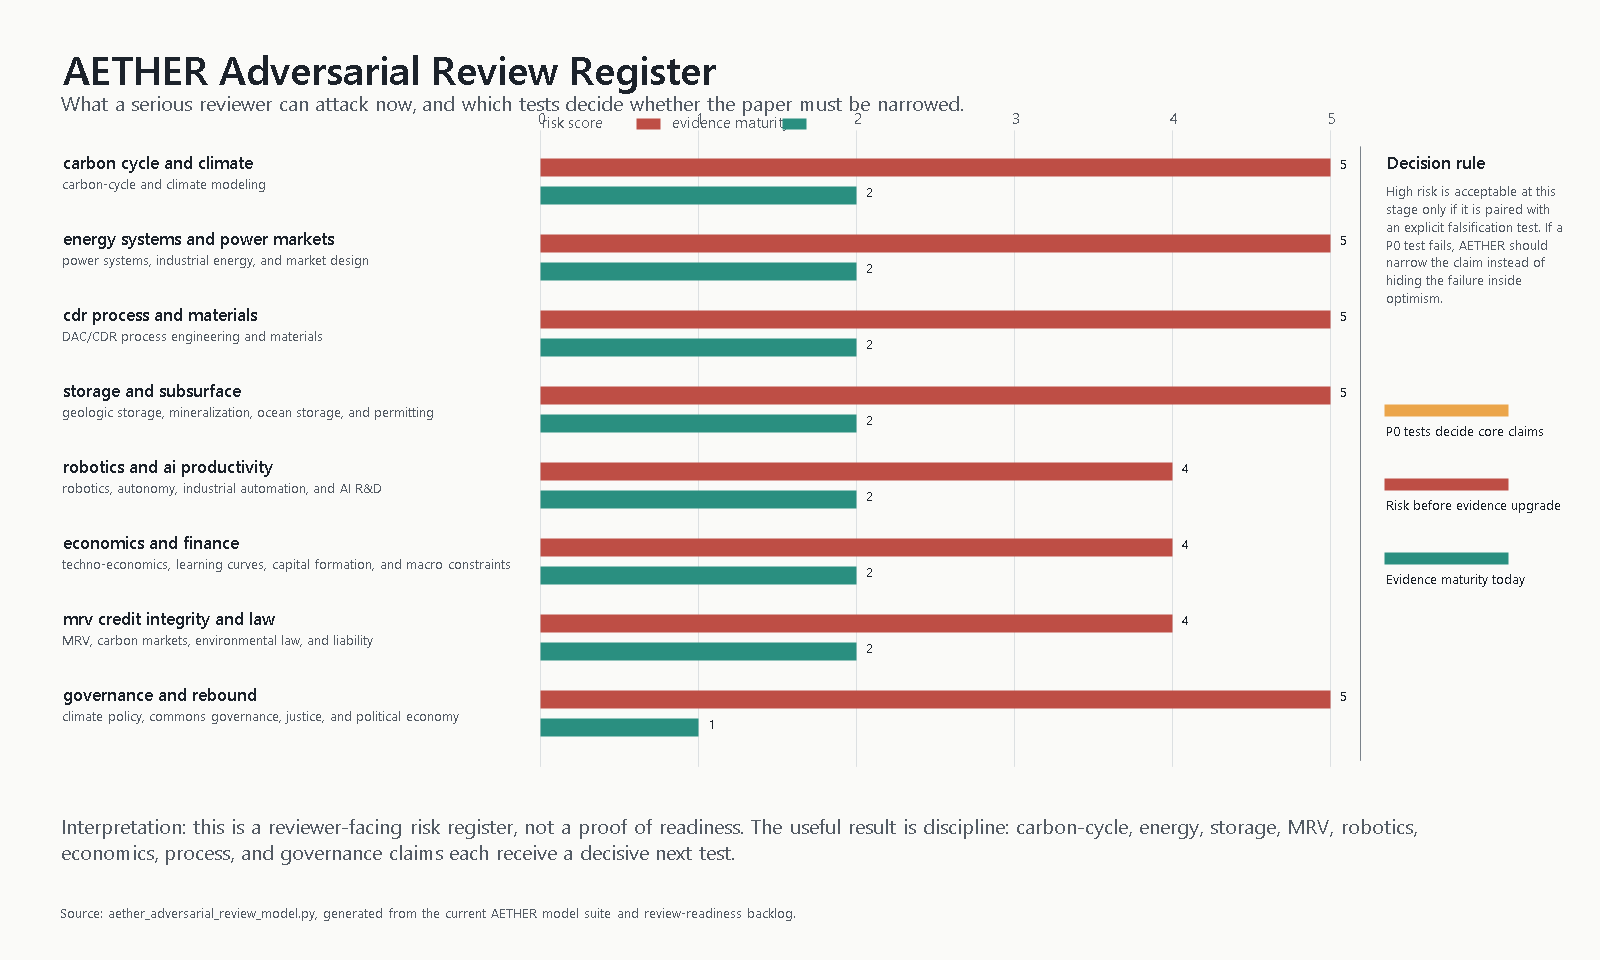 AETHER Adversarial Review Register
What a serious reviewer can attack now, and which tests decide whether the paper must be narrowed.
risk score evidence maturity
0 1 2 3 4 5
carbon cycle and climate
carbon-cycle and climate modeling
5
2
energy systems and power markets
power systems, industrial energy, and market design
5
2
cdr process and materials
DAC/CDR process engineering and materials
5
2
storage and subsurface
geologic storage, mineralization, ocean storage, and permitting
5
2
robotics and ai productivity
robotics, autonomy, industrial automation, and AI R&D
4
2
economics and finance
techno-economics, learning curves, capital formation, and macro constraints
4
2
mrv credit integrity and law
MRV, carbon markets, environmental law, and liability
4
2
governance and rebound
climate policy, commons governance, justice, and political economy
5
1
Decision rule
High risk is acceptable at this
stage only if it is paired with
an explicit falsification test. If a
P0 test fails, AETHER should
narrow the claim instead of
hiding the failure inside
optimism.
P0 tests decide core claims
Risk before evidence upgrade
Evidence maturity today
Interpretation: this is a reviewer-facing risk register, not a proof of readiness. The useful result is discipline: carbon-cycle, energy, storage, MRV, robotics,
economics, process, and governance claims each receive a decisive next test.
Source: aether_adversarial_review_model.py, generated from the current AETHER model suite and review-readiness backlog.